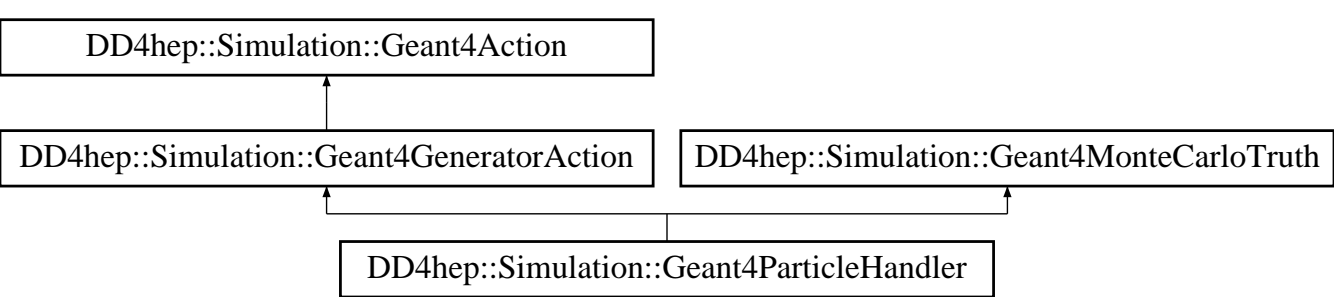 DD4hep::Simulation::Geant4Action
DD4hep::Simulation::Geant4GeneratorAction
DD4hep::Simulation::Geant4MonteCarloTruth
DD4hep::Simulation::Geant4ParticleHandler